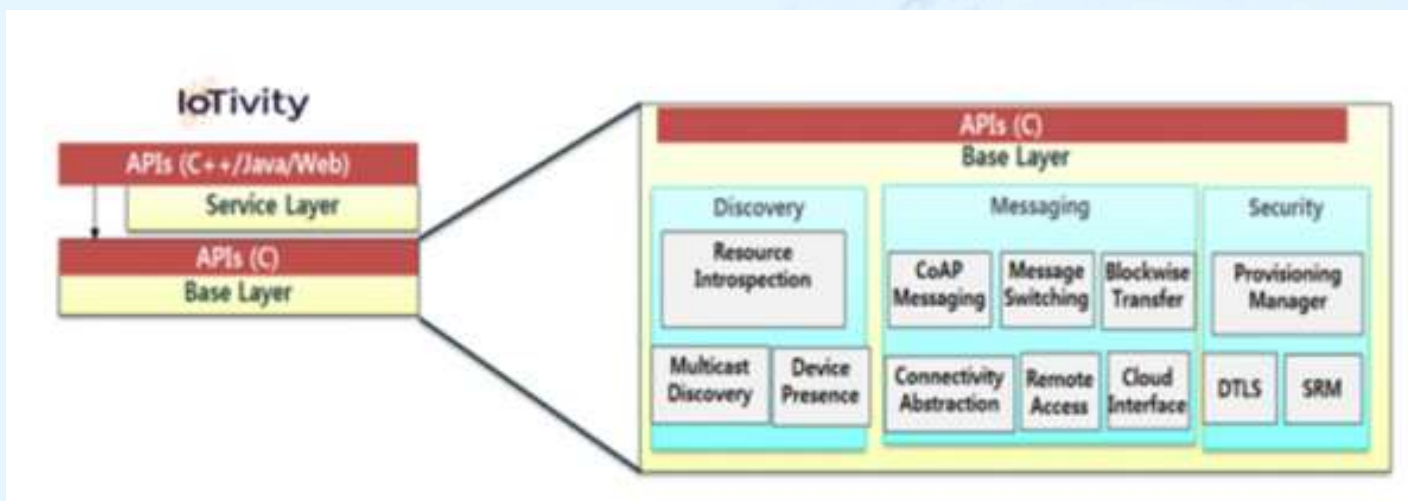 IoTivity
APIs (C++/Java/Web)
Service Layer
APIs (C)
Base Layer
APIs (C)
Base Layer
Discovery
Resource
Introspection
Multicast
Discovery
Device
Presence
Messaging
CoAP
Messaging
Message
Switching
Blockwise
Transfer
Connectivity
Abstraction
Remote
Access
Cloud
Interface
Security
Provisioning
Manager
DTLS
SRM